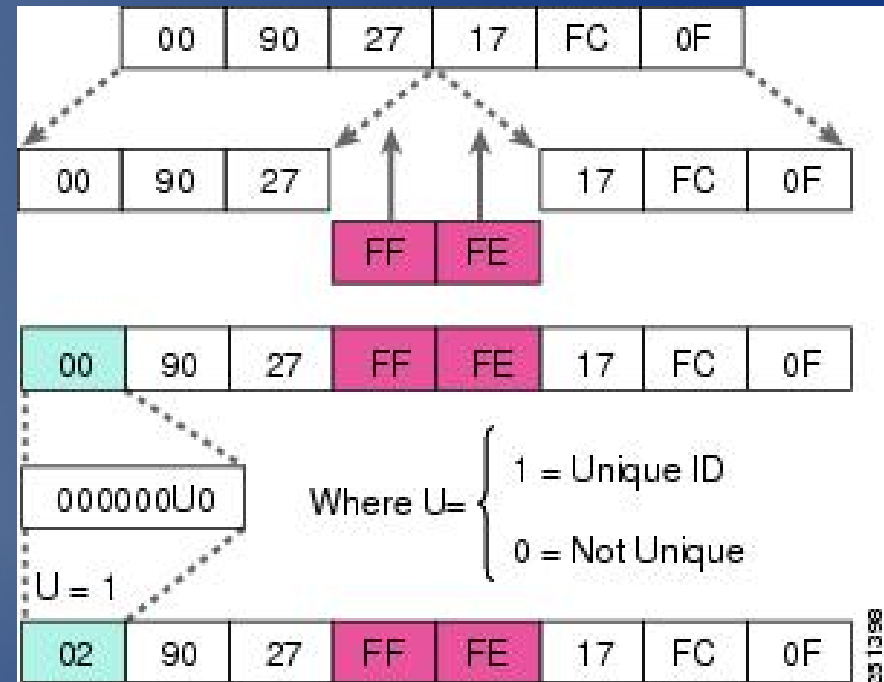 00 90 27 17 FC 0F
00 90 27 17 FC 0F
FF FE
00 90 27 FF FE 17 FC 0F
1 = Unique ID
000000U0 Where U=
0 = Not Unique
U = 1
02 90 27 FF FE 17 FC 0F
251398